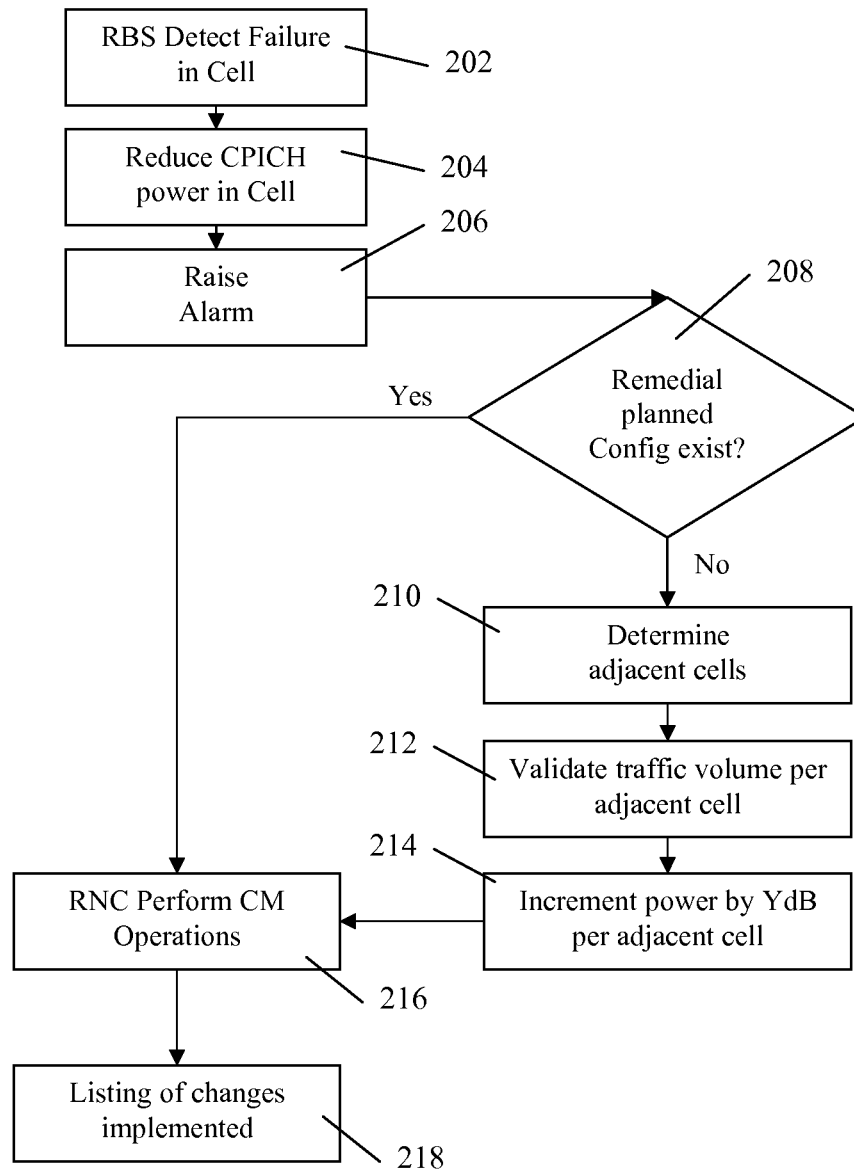 RBS Detect Failure
in Cell
202
Reduce CPICH
power in Cell
204
206
Raise
Alarm
208
Remedial
planned
Config exist?
Yes
No
210
Determine
adjacent cells
212
Validate traffic volume per
adjacent cell
214
Increment power by YdB
per adjacent cell
RNC Perform CM
Operations
216
Listing of changes
implemented
218